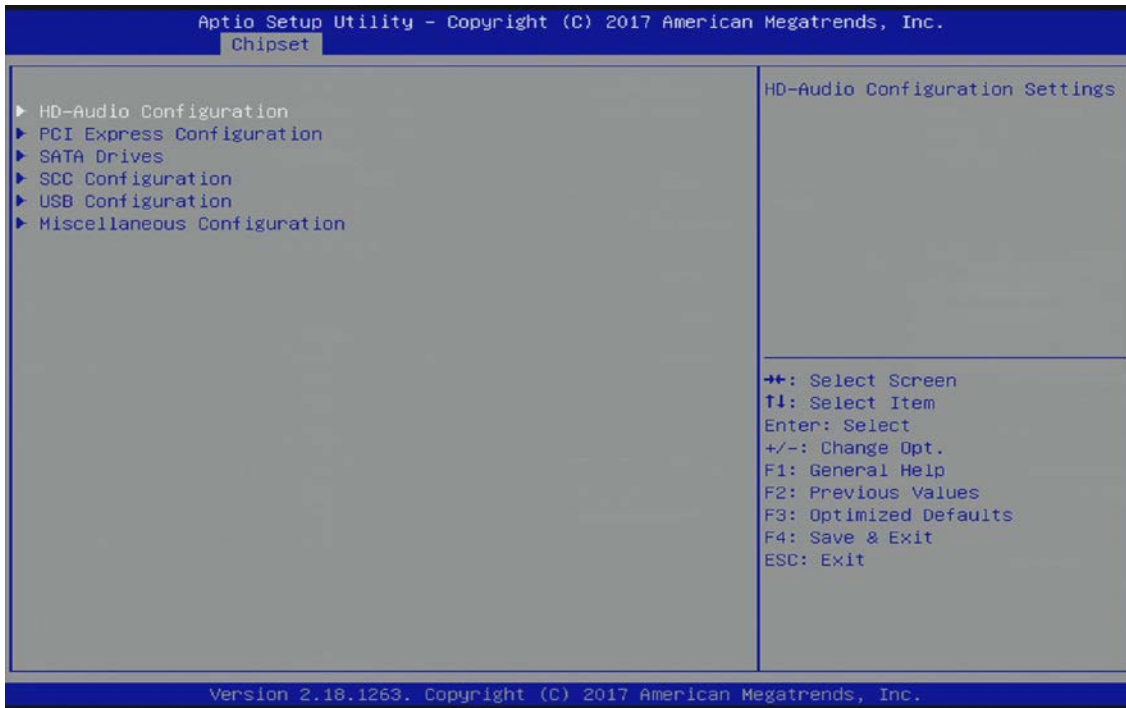 Aptio Setup Utility – Copyright (C) 2017 American Megatrends, Inc.
Chipset
► HD-Audio Configuration
► PCI Express Configuration
► SATA Drives
► SCC Configuration
► USB Configuration
► Miscellaneous Configuration
HD-Audio Configuration Settings
→←: Select Screen
↑↓: Select Item
Enter: Select
+/-: Change Opt.
F1: General Help
F2: Previous Values
F3: Optimized Defaults
F4: Save & Exit
ESC: Exit
Version 2.18.1263. Copyright (C) 2017 American Megatrends, Inc.